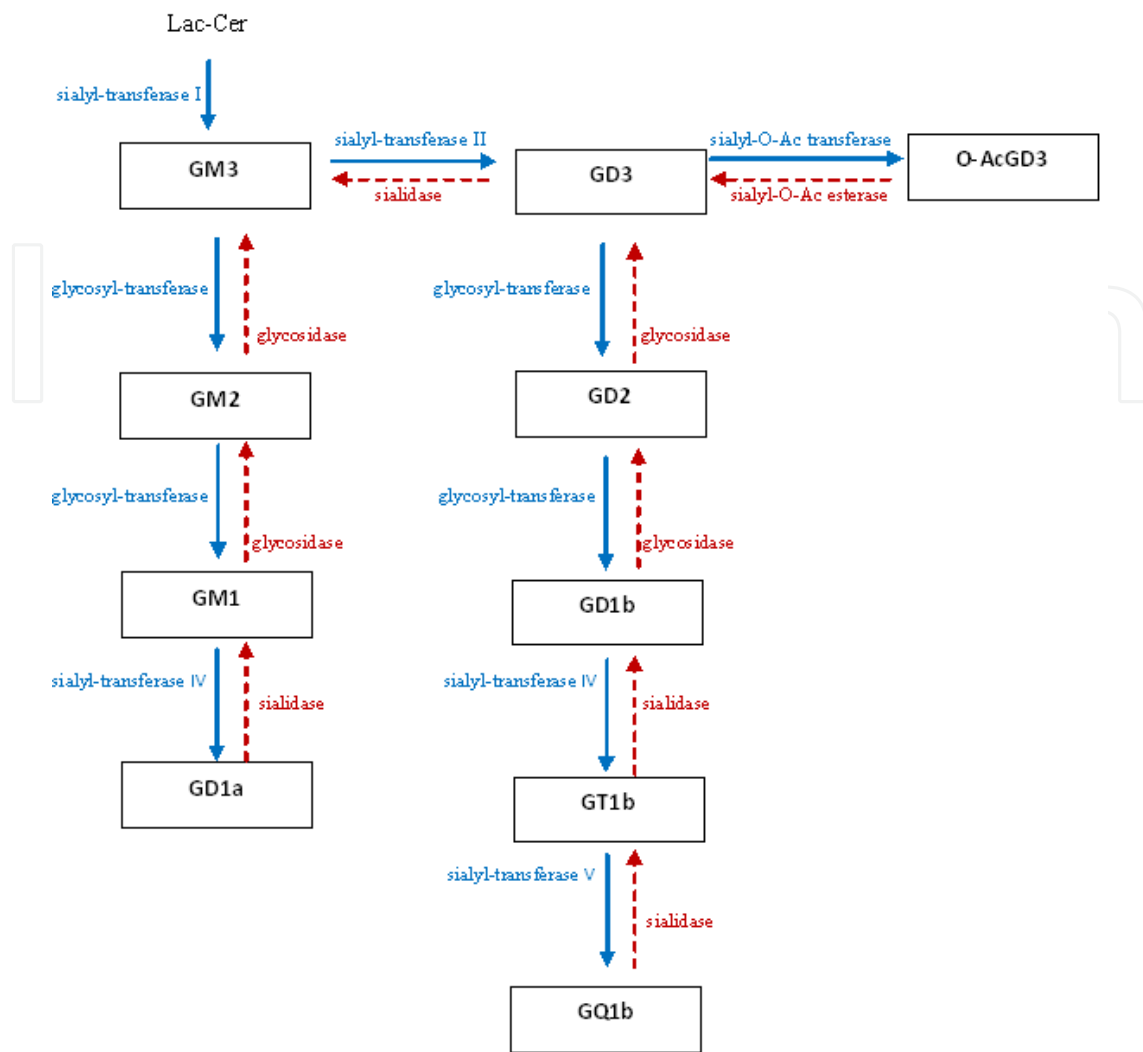 Lac-Cer
sialyl-transferase I
GM3
sialyl-transferase II
sialidase
GD3
sialyl-O-Ac transferase
sialyl-O-Ac esterase
O-AcGD3
glycosyl-transferase
glycosidase
glycosyl-transferase
glycosidase
GM2
GD2
glycosyl-transferase
glycosidase
glycosyl-transferase
glycosidase
GM1
GD1b
sialyl-transferase IV
sialidase
sialyl-transferase IV
sialidase
GD1a
GT1b
sialyl-transferase V
sialidase
GQ1b